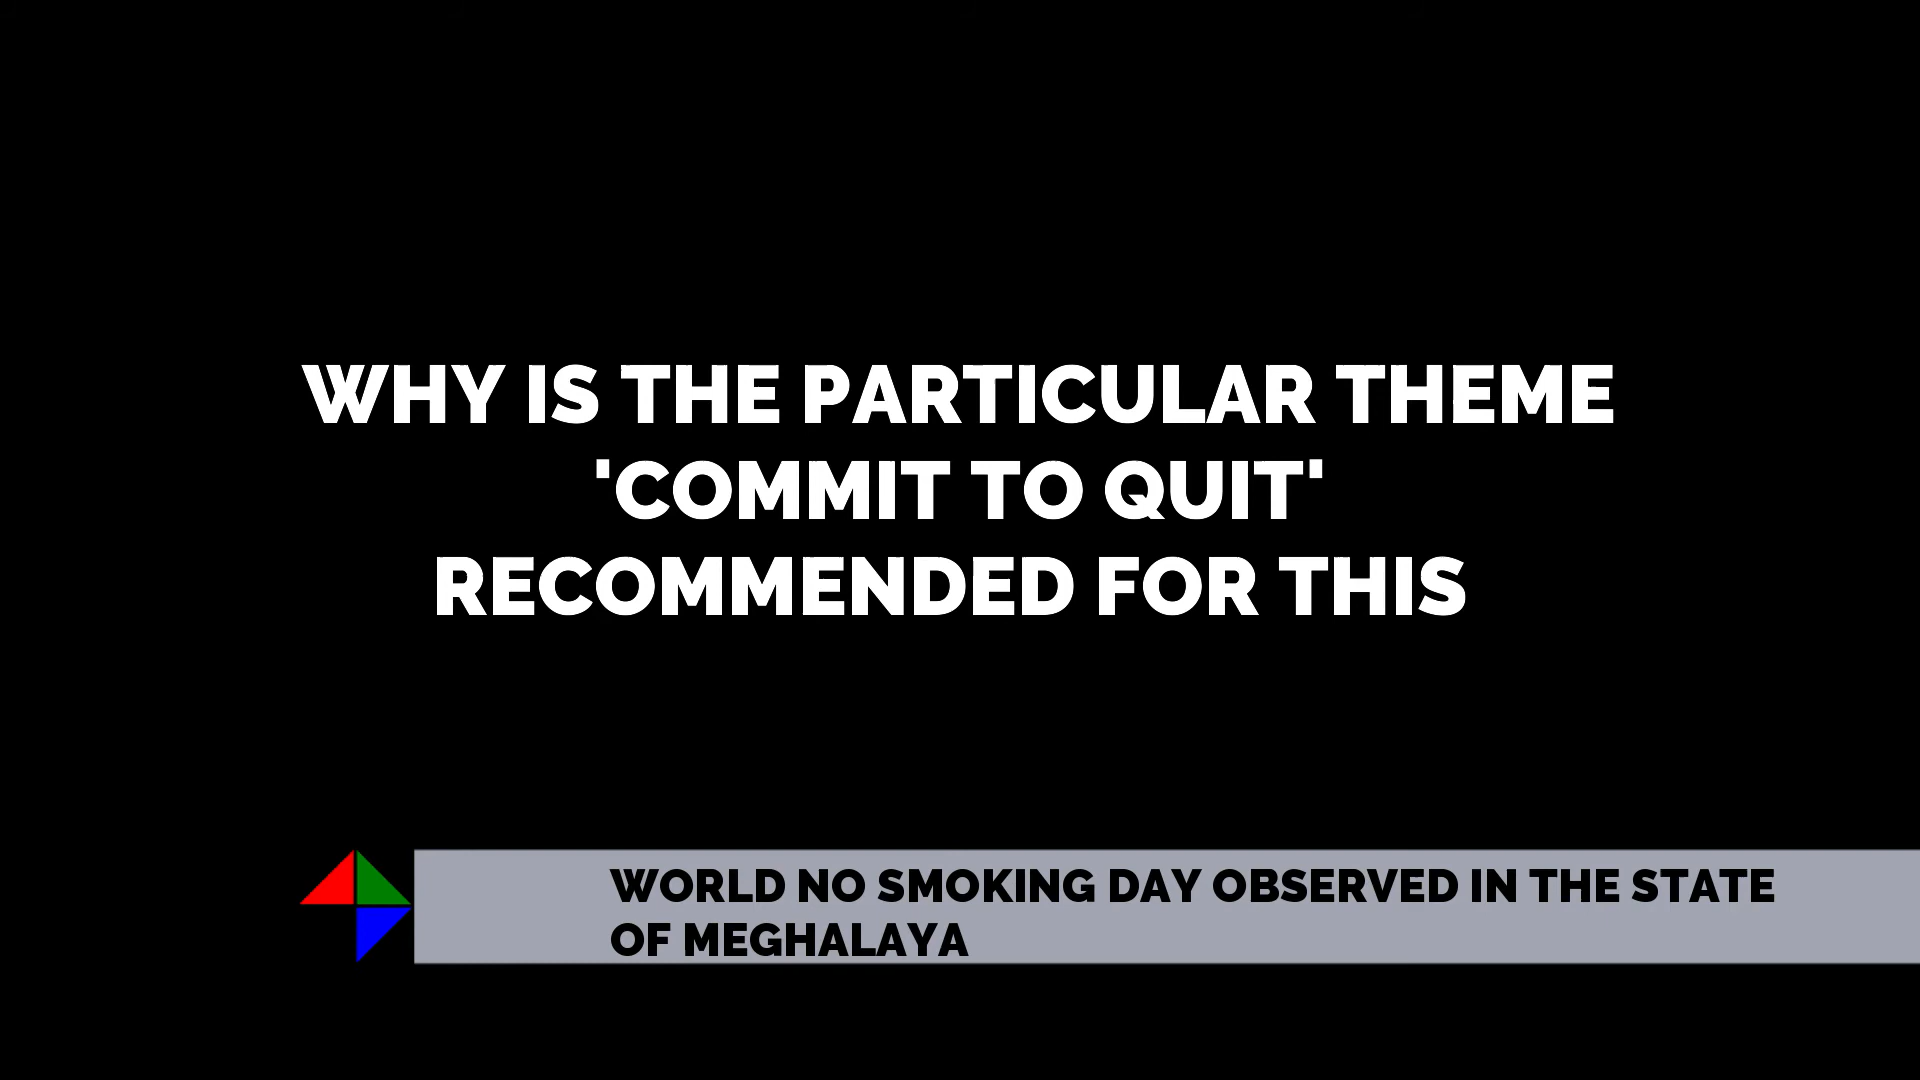 WHY IS THE PARTICULAR THEME
'COMMIT TO QUIT'
RECOMMENDED FOR THIS
WORLD NO SMOKING DAY OBSERVED IN THE STATE
OF MEGHALAYA